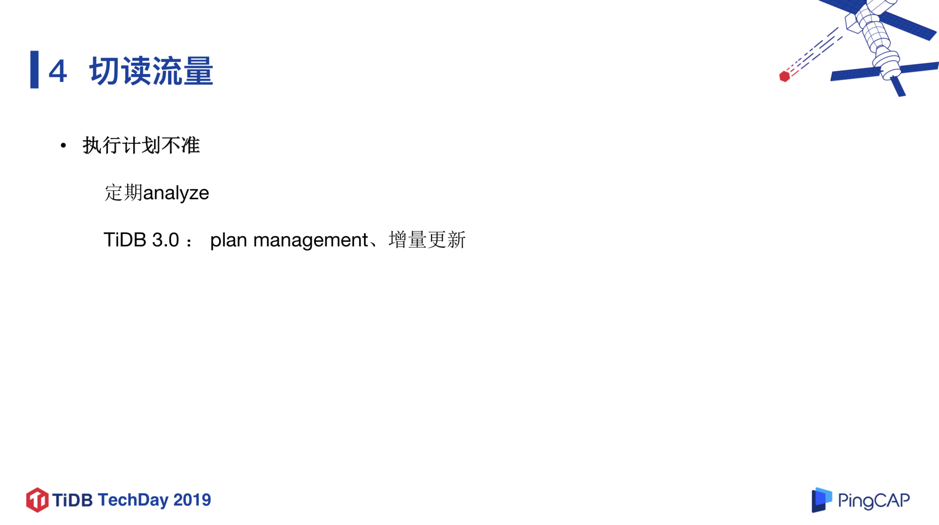 4 切读流量
• 执行计划不准
定期analyze
TiDB 3.0 ： plan management、增量更新
TiDB TechDay 2019
PingCAP